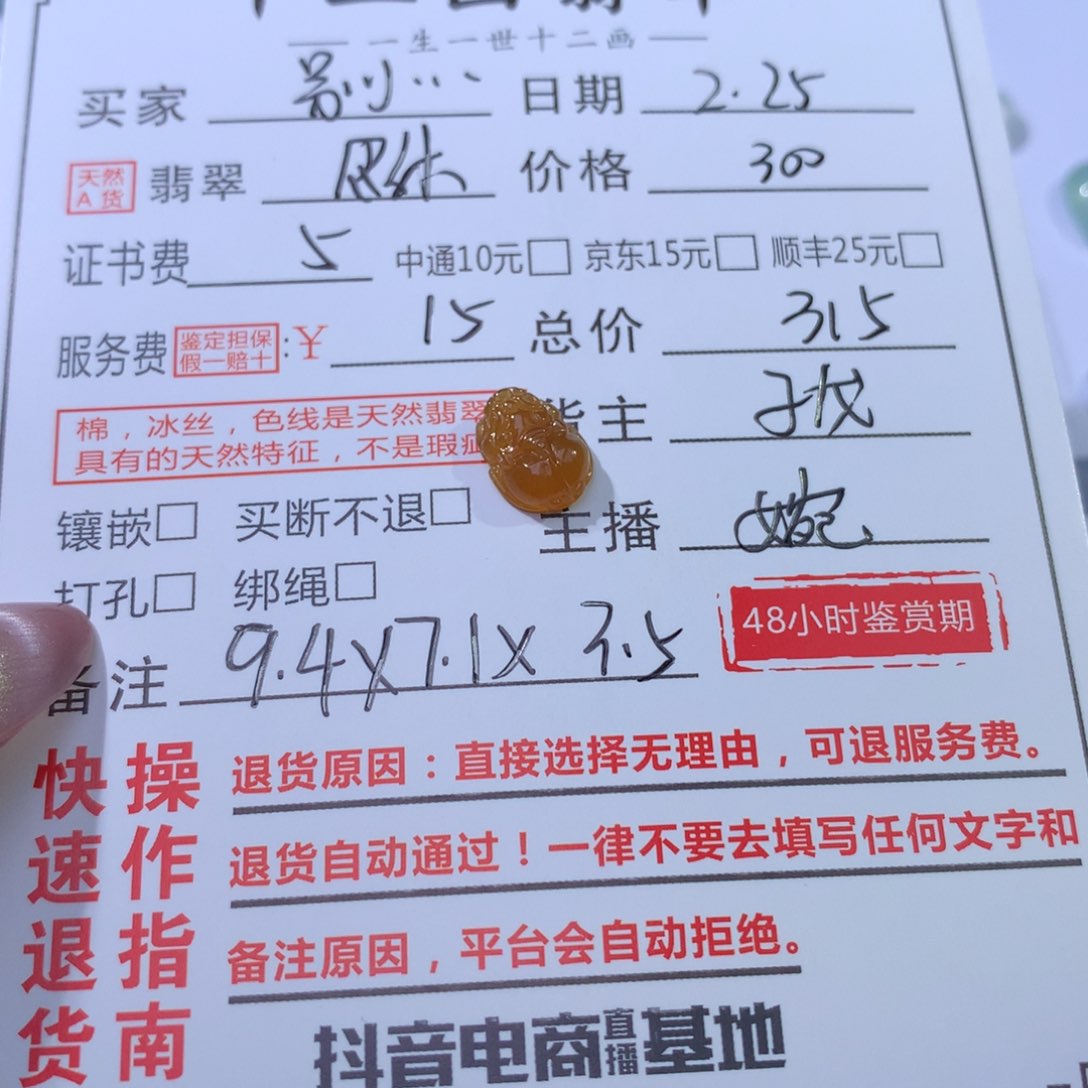 一生一世十二画
买家 日期 2.25
天然A货 翡翠 价格 300
证书费 5 中通10元□ 京东15元□ 顺丰25元□
服务费 鉴定担保 假一赔十 :¥ 15 总价 315
棉，冰丝，色线是天然翡翠
具有的天然特征，不是瑕疵
货主
镶嵌□ 买断不退□ 主播 婉
打孔□ 绑绳□
48小时鉴赏期
备注 9.4X7.1X 3.5
快速退货 操作指南
退货原因：直接选择无理由，可退服务费。
退货自动通过！一律不要去填写任何文字和
备注原因，平台会自动拒绝。
抖音电商直播基地